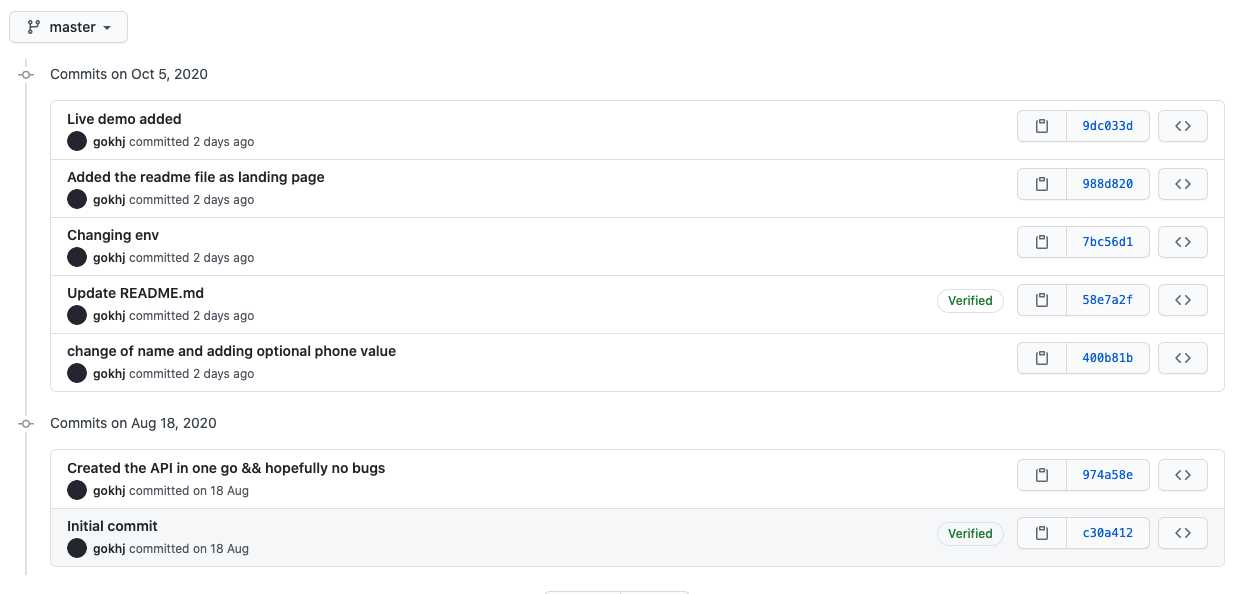 master
Commits on Oct 5, 2020
Live demo added
gokhj committed 2 days ago
9dc033d
Added the readme file as landing page
gokhj committed 2 days ago
988d820
Changing env
gokhj committed 2 days ago
7bc56d1
Update README.md
gokhj committed 2 days ago
Verified
58e7a2f
change of name and adding optional phone value
gokhj committed 2 days ago
400b81b
Commits on Aug 18, 2020
Created the API in one go && hopefully no bugs
gokhj committed on 18 Aug
974a58e
Initial commit
gokhj committed on 18 Aug
Verified
c30a412